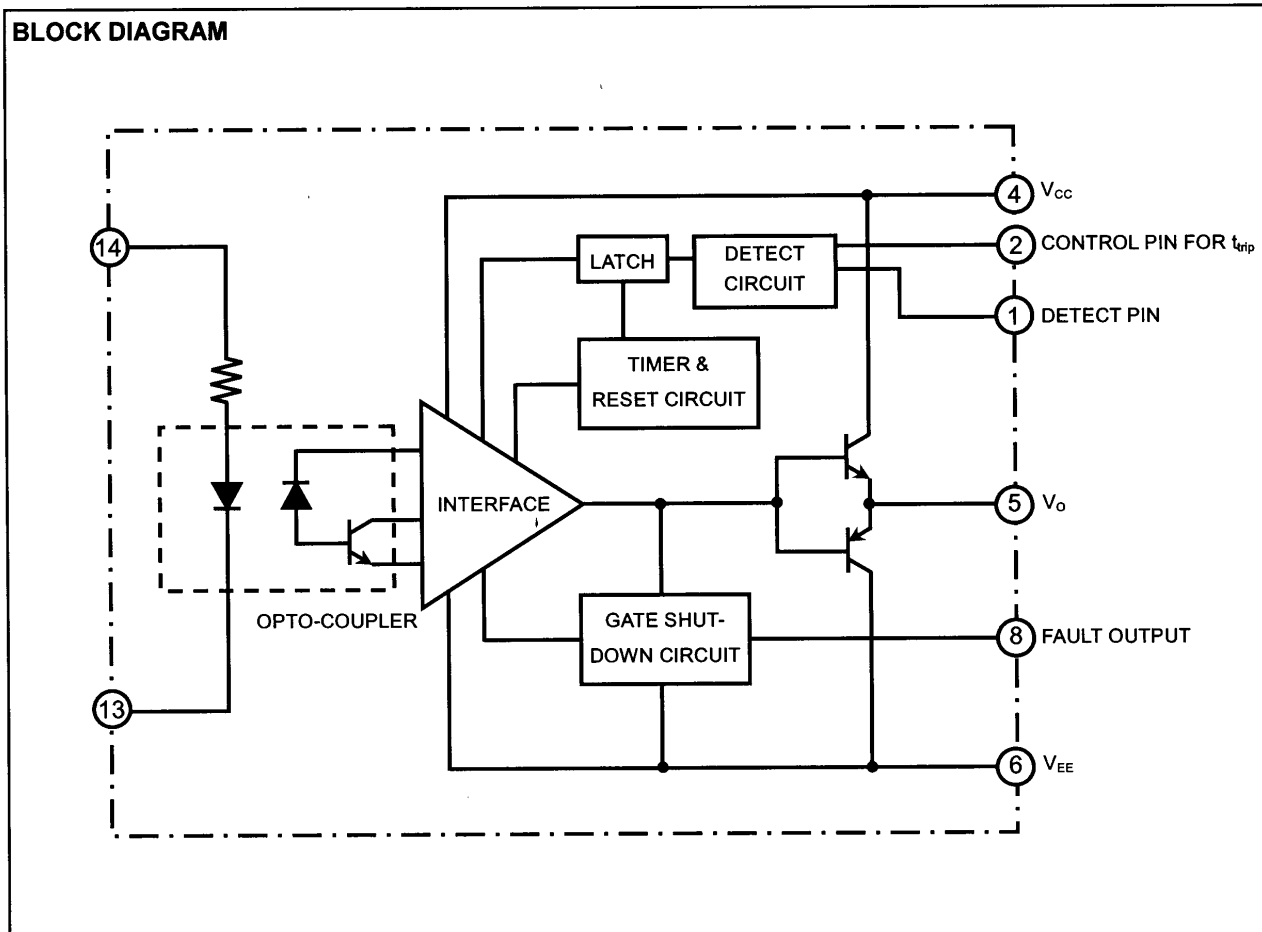 BLOCK DIAGRAM
4 VCC
14
2 CONTROL PIN FOR ttrip
LATCH
DETECT
CIRCUIT
1 DETECT PIN
TIMER &
RESET CIRCUIT
INTERFACE
5 VO
OPTO-COUPLER
GATE SHUT-
DOWN CIRCUIT
8 FAULT OUTPUT
13
6 VEE